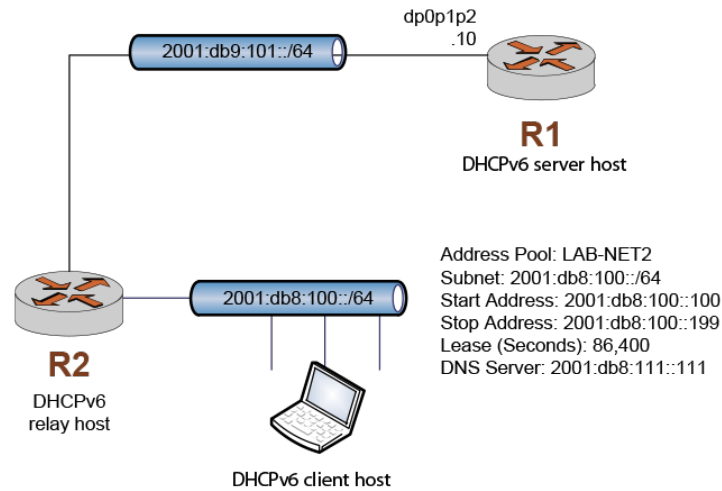 dp0p1p2
.10
2001:db9:101::/64
R1
DHCPv6 server host
Address Pool: LAB-NET2
Subnet: 2001:db8:100::/64
Start Address: 2001:db8:100::100
Stop Address: 2001:db8:100::199
Lease (Seconds): 86,400
DNS Server: 2001:db8:111::111
2001:db8:100::/64
R2
DHCPv6
relay host
DHCPv6 client host